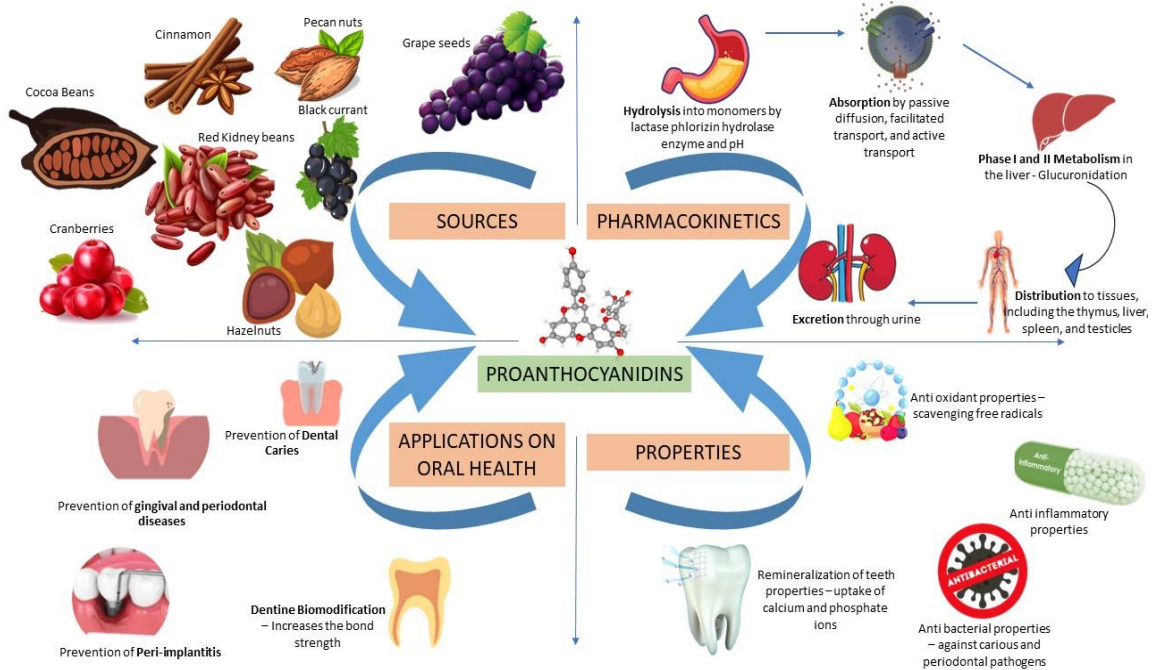 Cinnamon
Pecan nuts
Grape seeds
Cocoa Beans
Black currant
Red Kidney beans
Cranberries
Hazelnuts
SOURCES
Hydrolysis into monomers by
lactase phlorizin hydrolase
enzyme and pH
Absorption by passive
diffusion, facilitated
transport, and active
transport
Phase I and II Metabolism in
the liver - Glucuronidation
PHARMACOKINETICS
Distribution to tissues,
including the thymus, liver,
spleen, and testicles
Excretion through urine
PROANTHOCYANIDINS
APPLICATIONS ON
ORAL HEALTH
Prevention of Dental
Caries
Prevention of gingival and periodontal
diseases
Dentine Biomodification
– Increases the bond
strength
Prevention of Peri-implantitis
PROPERTIES
Anti oxidant properties –
scavenging free radicals
Anti-
inflammatory
Anti inflammatory
properties
Remineralization of teeth
properties – uptake of
calcium and phosphate
ions
ANTIBACTERIAL
Anti bacterial properties
– against carious and
periodontal pathogens